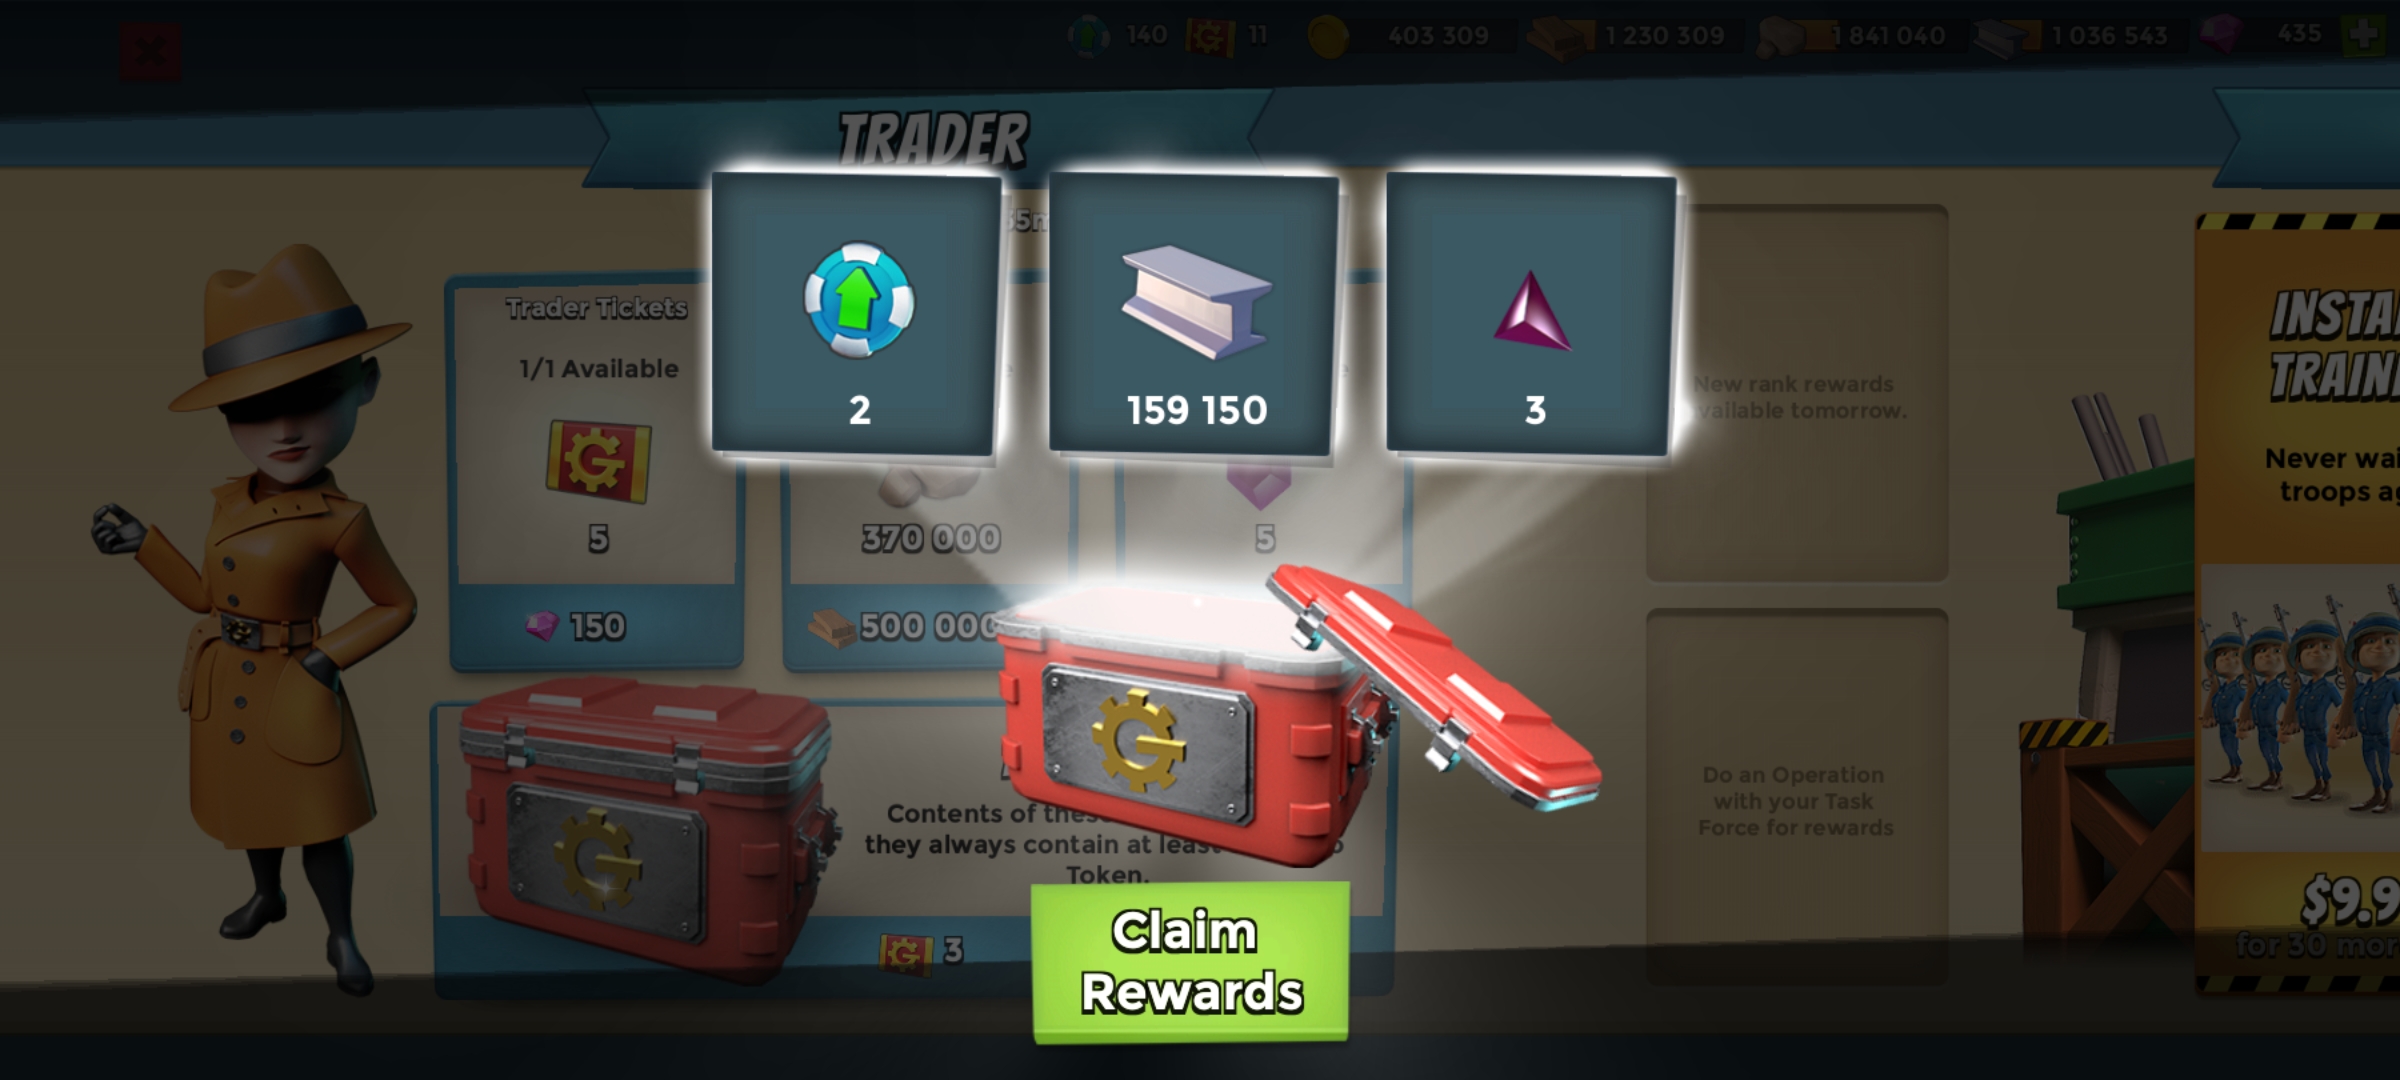 140 11 403 309 1 230 309 1 841 040 1 036 543 435
TRADER
Trader Tickets
1/1 Available
5
150
370 000
500 000
5
2
159 150
3
New rank rewards
available tomorrow.
Do an Operation
with your Task
Force for rewards
Contents of these
they always contain at least
Token.
3
Claim
Rewards
INSTA
TRAIN
Never wai
troops ag
$9.9
for 30 mor